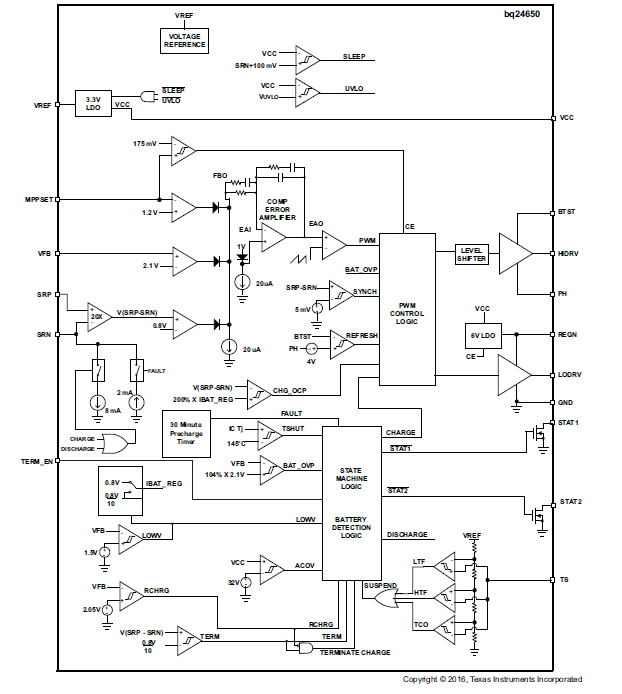 bq24650
VREF
VOLTAGE
REFERENCE
VCC
SRN+100 mV
SLEEP
VCC
VUVLO
UVLO
VREF
3.3V
LDO
SLEEP
UVLO
VCC
VCC
175 mV
MPPSET
1.2 V
FBO
COMP
ERROR
AMPLIFIER
EAI
EAO
1V
20uA
CE
PWM
BAT_OVP
LEVEL
SHIFTER
BTST
HIDRV
PH
VFB
2.1 V
SRP-SRN
SYNCH
5 mV
PWM
CONTROL
LOGIC
SRP
SRN
20X
V(SRP-SRN)
0.8V
20 uA
BTST
PH
REFRESH
4V
VCC
6V LDO
CE
REGN
LODRV
GND
FAULT
8 mA
2 mA
V(SRP-SRN)
200% X IBAT_REG
CHG_OCP
CHARGE
DISCHARGE
30 Minute
Precharge
Timer
FAULT
IC Tj
145°C
TSHUT
CHARGE
STAT1
STAT1
TERM_EN
VFB
104% X 2.1V
BAT_OVP
STATE
MACHINE
LOGIC
0.8V
0.8V
10
IBAT_REG
STAT2
STAT2
LOWV
BATTERY
DETECTION
LOGIC
VFB
LOWV
1.5V
DISCHARGE
VREF
VCC
ACOV
32V
LTF
HTF
TCO
SUSPEND
TS
VFB
RCHRG
2.05V
RCHRG
V(SRP - SRN)
0.8V
10
TERM
TERM
TERMINATE CHARGE
Copyright © 2016, Texas Instruments Incorporated